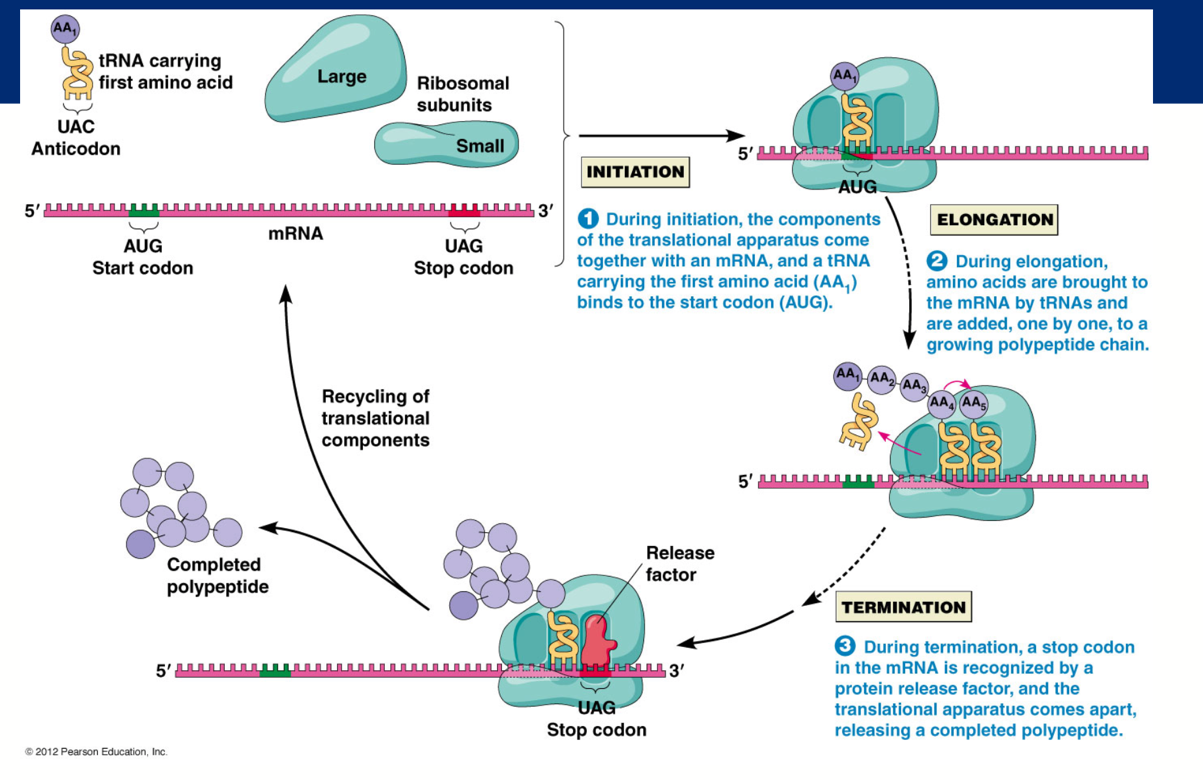 AA1
tRNA carrying
first amino acid
UAC
Anticodon
Large
Ribosomal
subunits
Small
5′
3′
AUG
Start codon
mRNA
UAG
Stop codon
INITIATION
1 During initiation, the components
of the translational apparatus come
together with an mRNA, and a tRNA
carrying the first amino acid (AA1)
binds to the start codon (AUG).
AA1
5′
AUG
ELONGATION
2 During elongation,
amino acids are brought to
the mRNA by tRNAs and
are added, one by one, to a
growing polypeptide chain.
AA1
AA2
AA3
AA4
AA5
5′
Recycling of
translational
components
Completed
polypeptide
Release
factor
5′
3′
UAG
Stop codon
TERMINATION
3 During termination, a stop codon
in the mRNA is recognized by a
protein release factor, and the
translational apparatus comes apart,
releasing a completed polypeptide.
© 2012 Pearson Education, Inc.